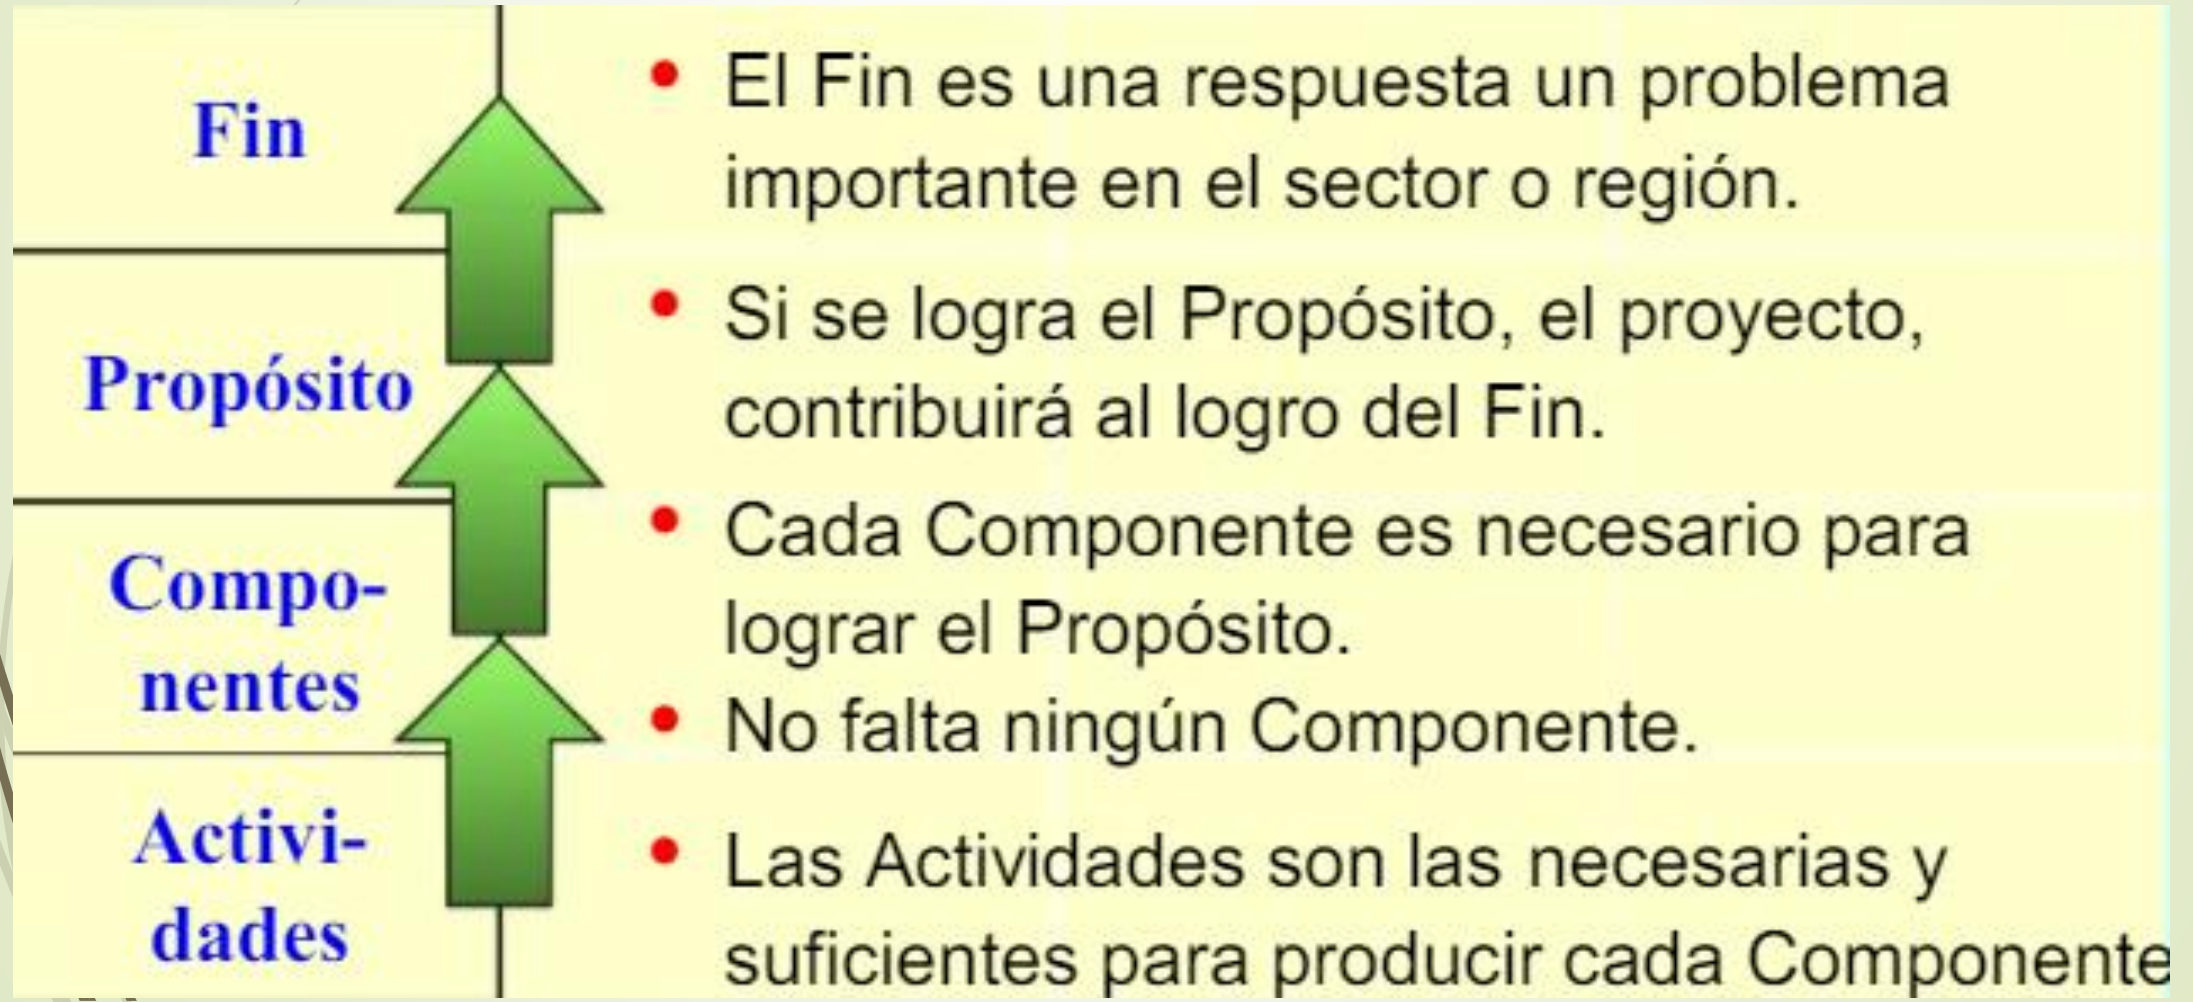 Fin
• El Fin es una respuesta un problema
importante en el sector o región.
Propósito
• Si se logra el Propósito, el proyecto,
contribuirá al logro del Fin.
Compo-
nentes
• Cada Componente es necesario para
lograr el Propósito.
• No falta ningún Componente.
Activi-
dades
• Las Actividades son las necesarias y
suficientes para producir cada Componente